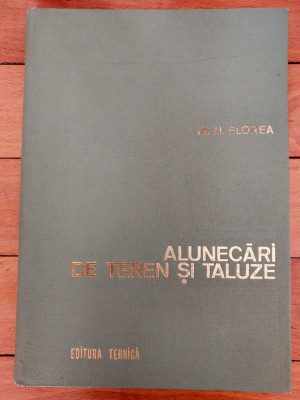 M. N. FLOREA
ALUNECĂRI
DE TEREN ȘI TALUZE
EDITURA TEHNICĂ